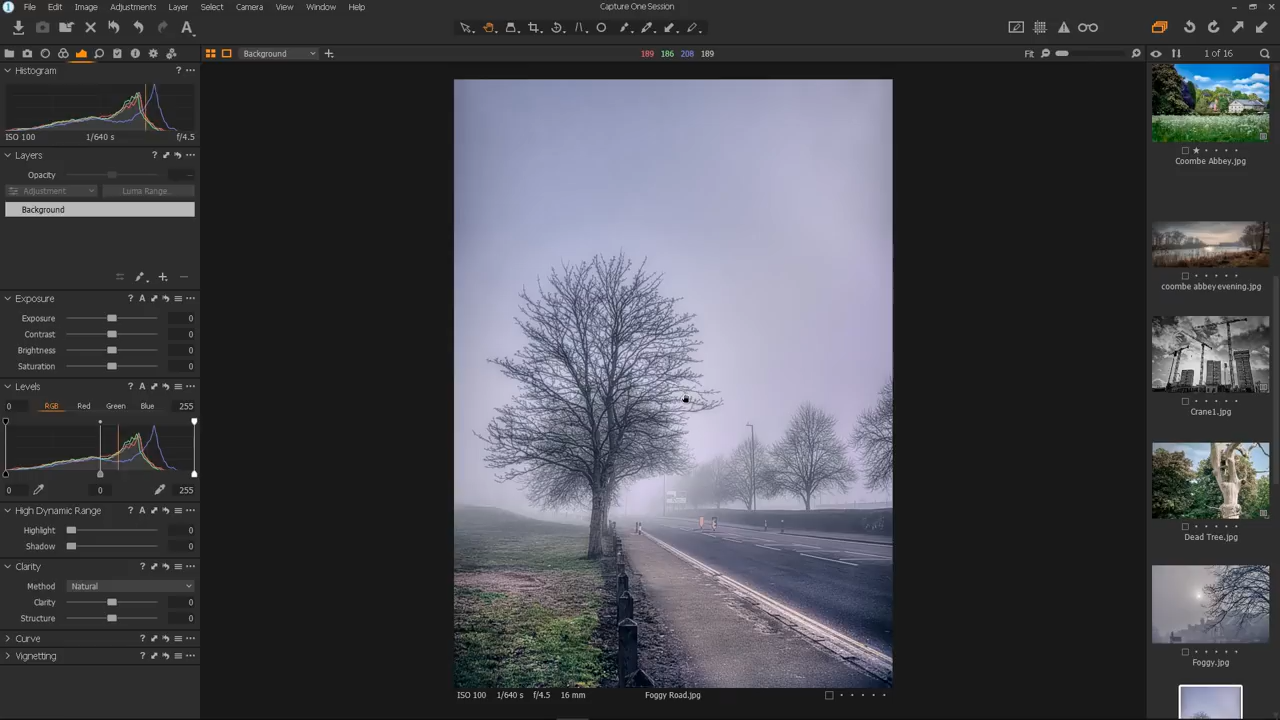 File Edit Image Adjustments Layer Select Camera View Window Help
Capture One Session
Background
189 186 208 189
Fit
1 of 16
Histogram
ISO 100 1/640 s f/4.5
Layers
Opacity
Adjustment Luma Range...
Background
Exposure
Exposure 0
Contrast 0
Brightness 0
Saturation 0
Levels
0 RGB Red Green Blue 255
0 0 255
High Dynamic Range
Highlight 0
Shadow 0
Clarity
Method Natural
Clarity 0
Structure 0
Curve
Vignetting
ISO 100 1/640 s f/4.5 16 mm Foggy Road.jpg
Coombe Abbey.jpg
coombe abbey evening.jpg
Crane1.jpg
Dead Tree.jpg
Foggy.jpg